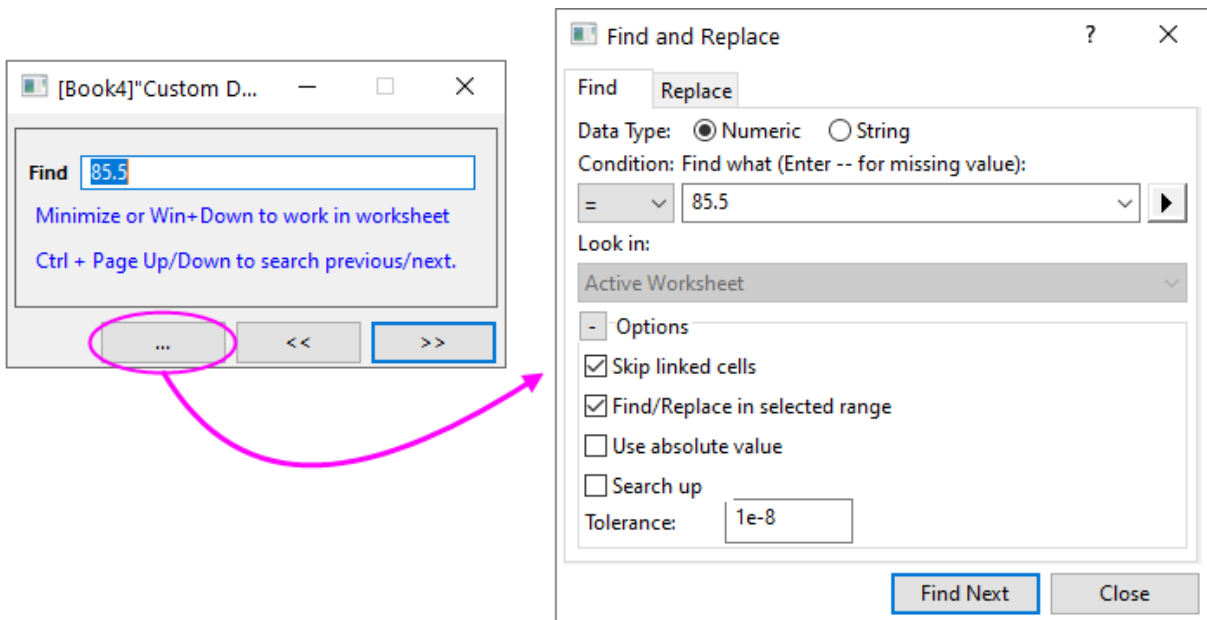 [Book4]"Custom D...
Find 85.5
Minimize or Win+Down to work in worksheet
Ctrl + Page Up/Down to search previous/next.
... << >>
Find and Replace ?
Find Replace
Data Type: Numeric String
Condition: Find what (Enter -- for missing value):
= 85.5
Look in:
Active Worksheet
- Options
Skip linked cells
Find/Replace in selected range
Use absolute value
Search up
Tolerance: 1e-8
Find Next Close